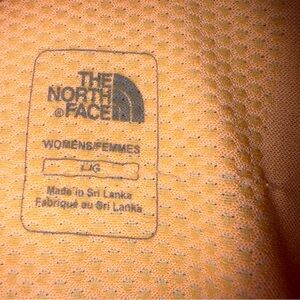 THE
NORTH
FACE
WOMENS/FEMMES
L/G
Made in Sri Lanka
Fabriqué au Sri Lanka